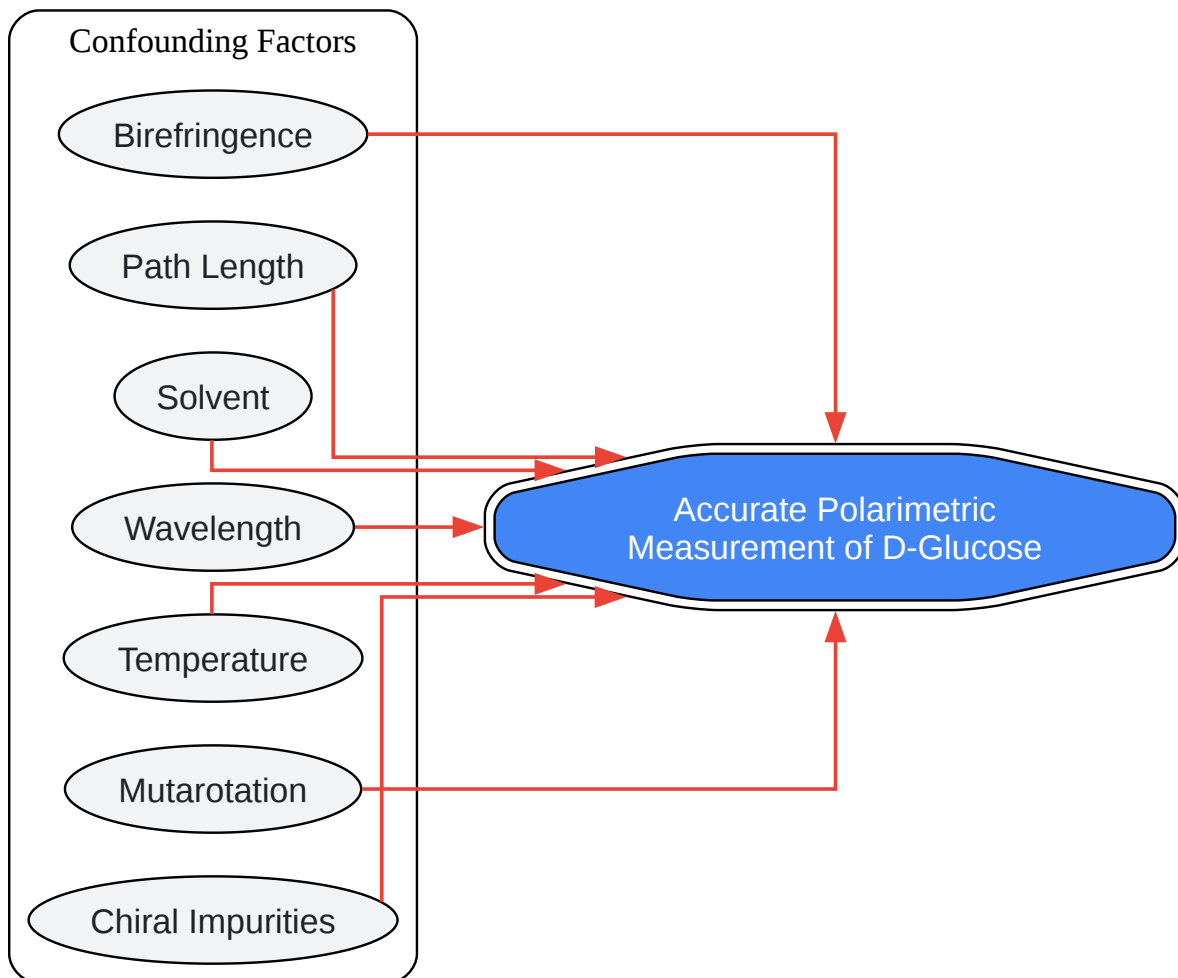 Confounding Factors
Birefringence
Path Length
Solvent
Wavelength
Accurate Polarimetric
Measurement of D-Glucose
Temperature
Mutarotation
Chiral Impurities